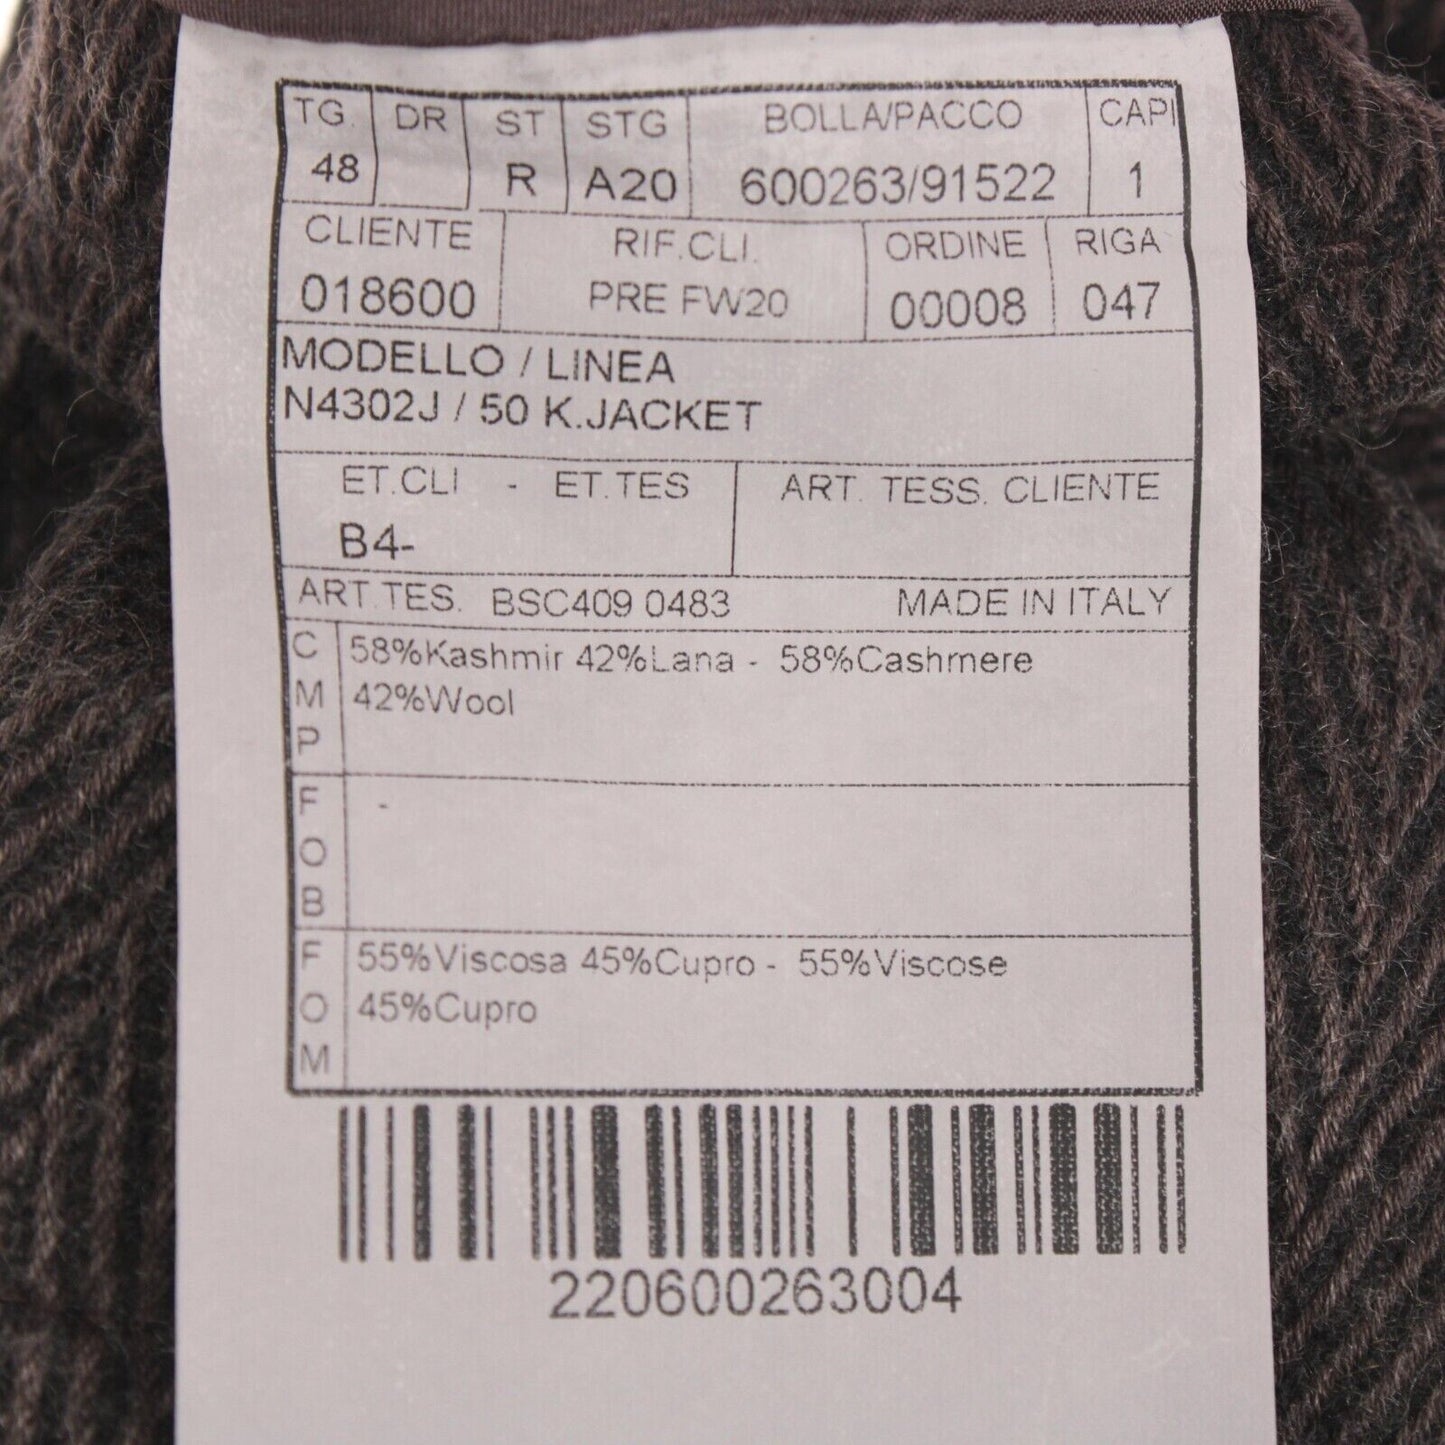 TG. DR ST STG BOLLA/PACCO CAPI
48 R A20 600263/91522 1
CLIENTE RIF.CLI. ORDINE RIGA
018600 PRE FW20 00008 047
MODELLO / LINEA
N4302J / 50 K.JACKET
ET.CLI - ET.TES ART. TESS. CLIENTE
B4-
ART.TES. BSC409 0483 MADE IN ITALY
CMP
58%Kashmir 42%Lana - 58%Cashmere
42%Wool
FOB
-
FOM
55%Viscosa 45%Cupro - 55%Viscose
45%Cupro
220600263004